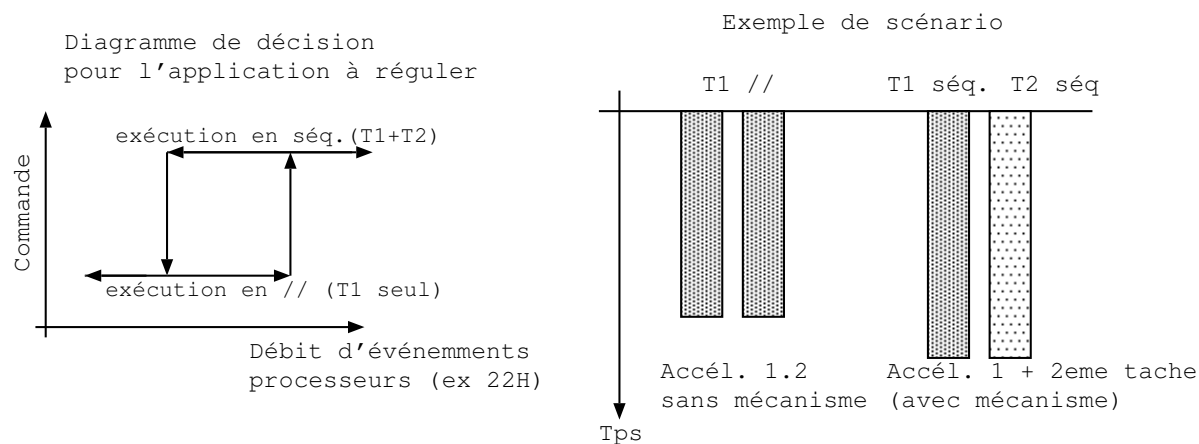 Diagramme de décision
pour l'application à réguler
Commande
exécution en séq.(T1+T2)
exécution en // (T1 seul)
Débit d'événemments
processeurs (ex 22H)
Exemple de scénario
T1 //
T1 séq. T2 séq
Accél. 1.2
sans mécanisme
Accél. 1 + 2eme tache
(avec mécanisme)
Tps